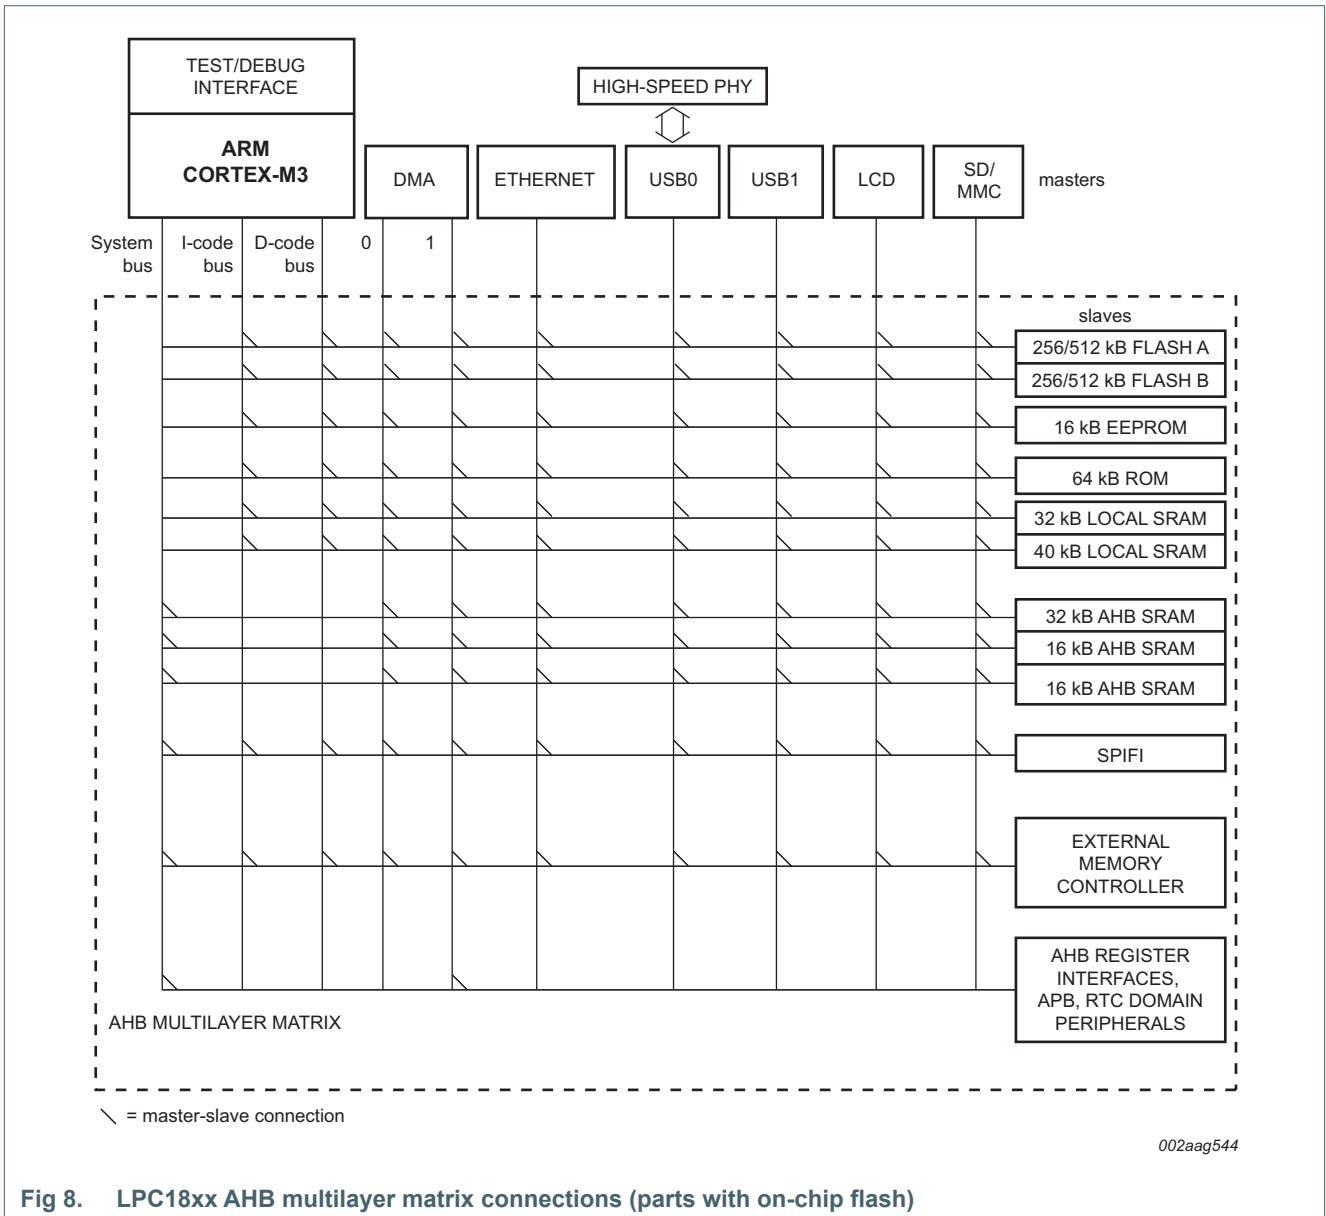 TEST/DEBUG
INTERFACE
ARM
CORTEX-M3
HIGH-SPEED PHY
DMA
ETHERNET
USB0
USB1
LCD
SD/
MMC
masters
System
bus
I-code
bus
D-code
bus
0
1
slaves
256/512 kB FLASH A
256/512 kB FLASH B
16 kB EEPROM
64 kB ROM
32 kB LOCAL SRAM
40 kB LOCAL SRAM
32 kB AHB SRAM
16 kB AHB SRAM
16 kB AHB SRAM
SPIFI
EXTERNAL
MEMORY
CONTROLLER
AHB REGISTER
INTERFACES,
APB, RTC DOMAIN
PERIPHERALS
AHB MULTILAYER MATRIX
= master-slave connection
002aag544
Fig 8. LPC18xx AHB multilayer matrix connections (parts with on-chip flash)